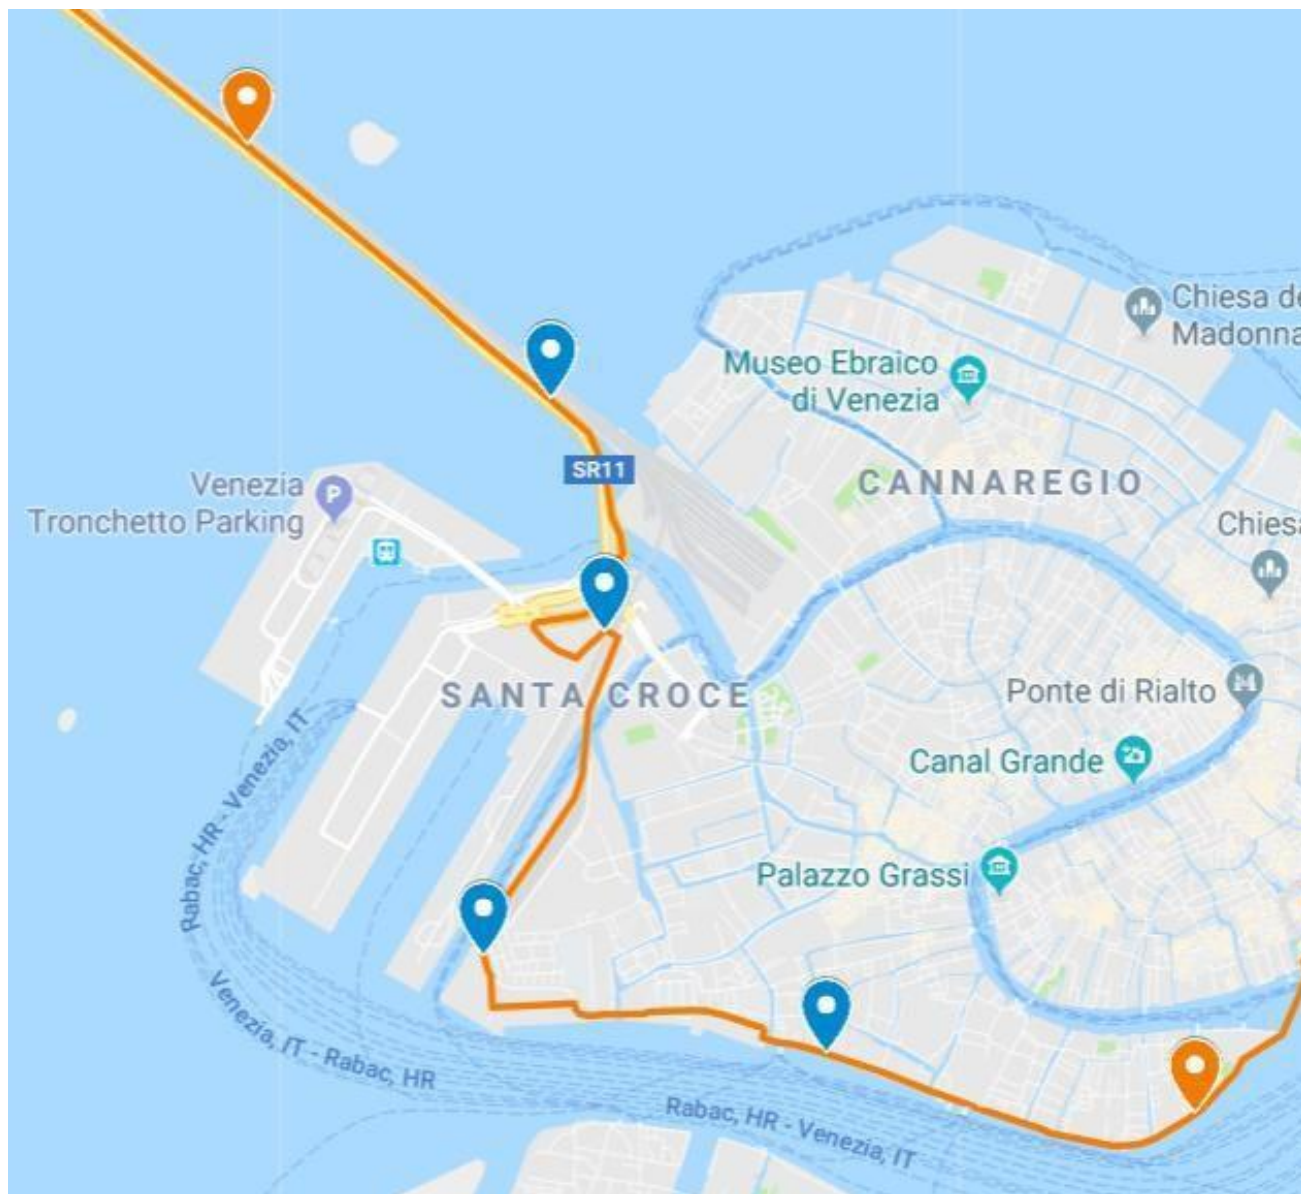 Chiesa de
Madonna
Museo Ebraico
di Venezia
SR11
CANNAREGIO
Venezia
Tronchetto Parking
P
Chiesa
SANTA CROCE
Ponte di Rialto
Canal Grande
Rabac, HR - Venezia, IT
Palazzo Grassi
Venezia, IT - Rabac, HR
Rabac, HR - Venezia, IT